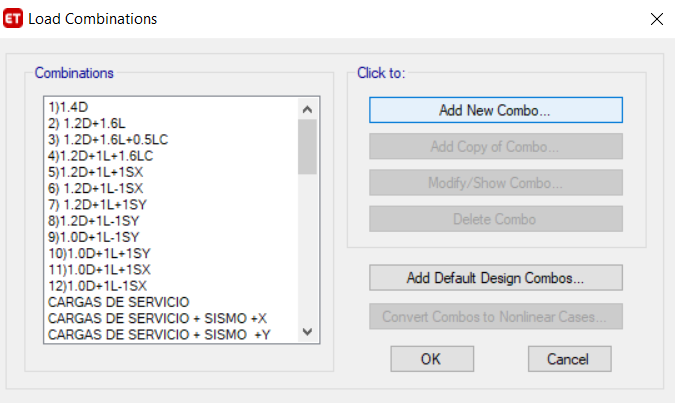 ET Load Combinations
Combinations
1)1.4D
2) 1.2D+1.6L
3) 1.2D+1.6L+0.5LC
4)1.2D+1L+1.6LC
5)1.2D+1L+1SX
6) 1.2D+1L-1SX
7) 1.2D+1L+1SY
8)1.2D+1L-1SY
9)1.0D+1L-1SY
10)1.0D+1L+1SY
11)1.0D+1L+1SX
12)1.0D+1L-1SX
CARGAS DE SERVICIO
CARGAS DE SERVICIO + SISMO +X
CARGAS DE SERVICIO + SISMO +Y
Click to:
Add New Combo...
Add Copy of Combo...
Modify/Show Combo...
Delete Combo
Add Default Design Combos...
Convert Combos to Nonlinear Cases...
OK Cancel